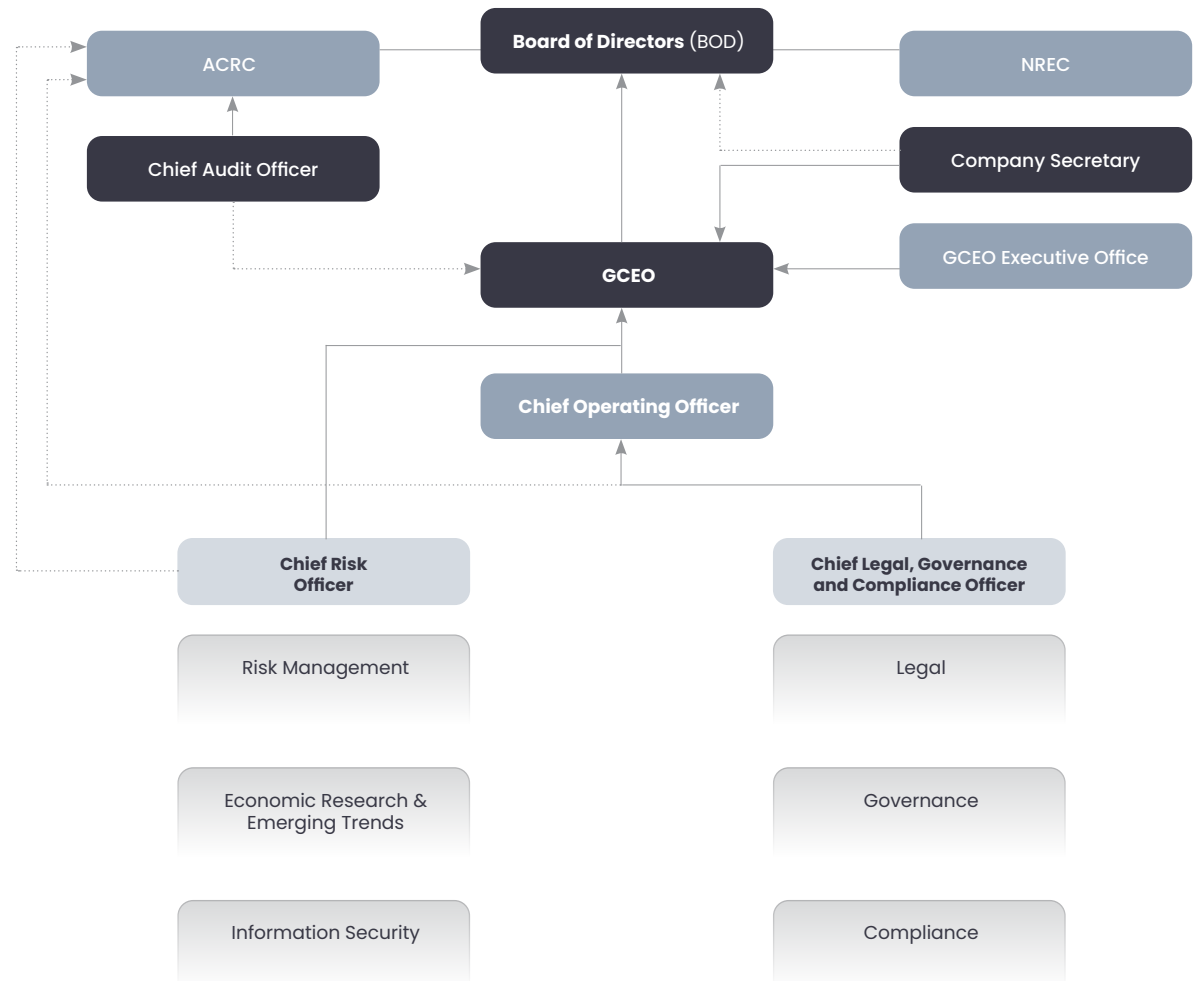 Board of Directors (BOD)
ACRC
NREC
Chief Audit Officer
Company Secretary
GCEO Executive Office
GCEO
Chief Operating Officer
Chief Risk
Officer
Chief Legal, Governance
and Compliance Officer
Risk Management
Legal
Economic Research &
Emerging Trends
Governance
Information Security
Compliance